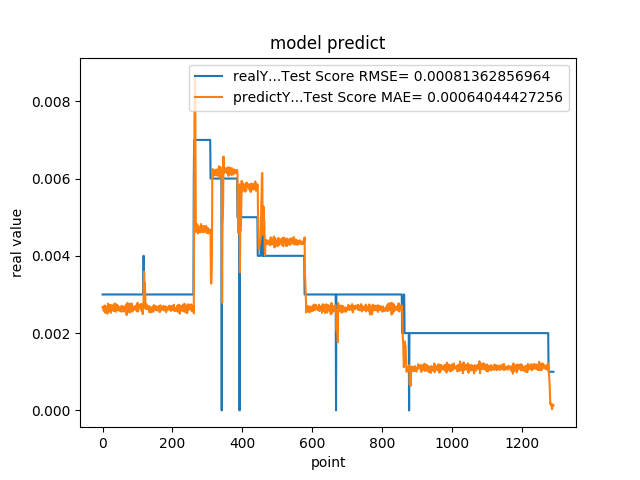 model predict
realY...Test Score RMSE= 0.00081362856964
predictY...Test Score MAE= 0.00064044427256
real value
0.008
0.006
0.004
0.002
0.000
0 200 400 600 800 1000 1200
point